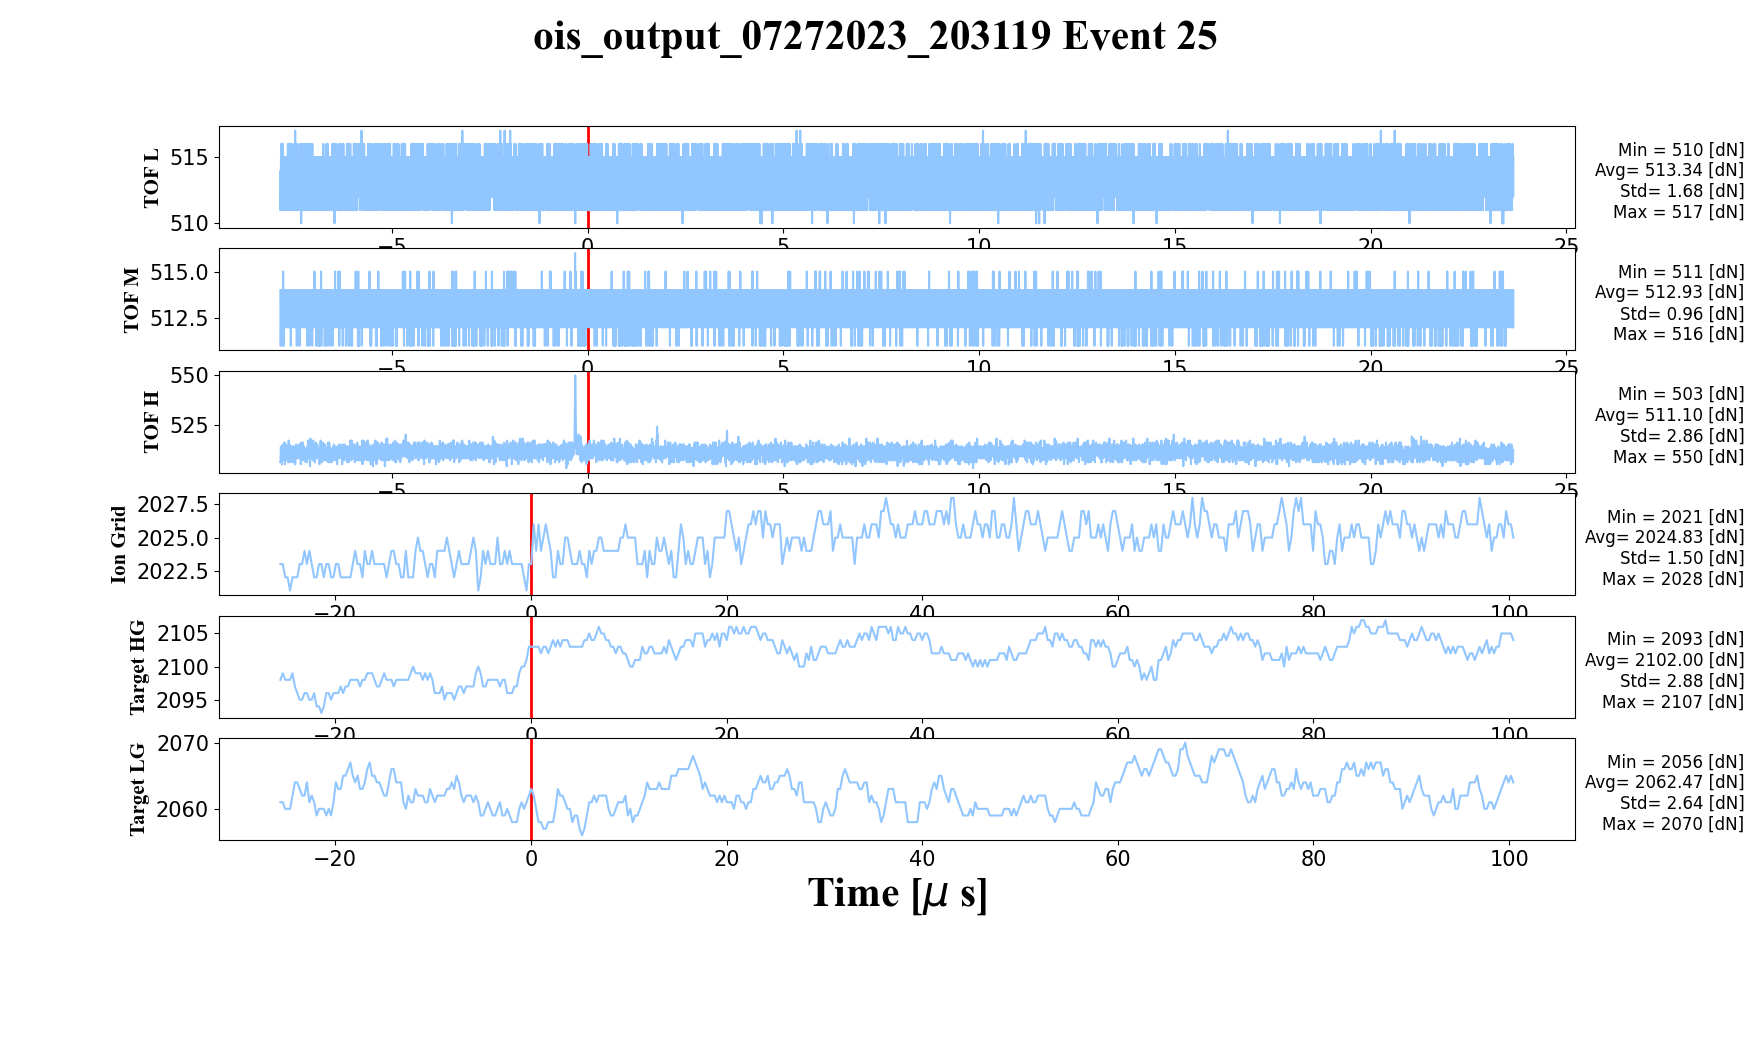 ois_output_07272023_203119 Event 25
TOF L
515
510
−5 0 5 10 15 20 25
Min = 510 [dN]
Avg= 513.34 [dN]
Std= 1.68 [dN]
Max = 517 [dN]
TOF M
515.0
512.5
−5 0 5 10 15 20 25
Min = 511 [dN]
Avg= 512.93 [dN]
Std= 0.96 [dN]
Max = 516 [dN]
TOF H
550
525
−5 0 5 10 15 20 25
Min = 503 [dN]
Avg= 511.10 [dN]
Std= 2.86 [dN]
Max = 550 [dN]
Ion Grid
2027.5
2025.0
2022.5
−20 0 20 40 60 80 100
Min = 2021 [dN]
Avg= 2024.83 [dN]
Std= 1.50 [dN]
Max = 2028 [dN]
Target HG
2105
2100
2095
−20 0 20 40 60 80 100
Min = 2093 [dN]
Avg= 2102.00 [dN]
Std= 2.88 [dN]
Max = 2107 [dN]
Target LG
2070
2060
−20 0 20 40 60 80 100
Min = 2056 [dN]
Avg= 2062.47 [dN]
Std= 2.64 [dN]
Max = 2070 [dN]
Time [μ s]